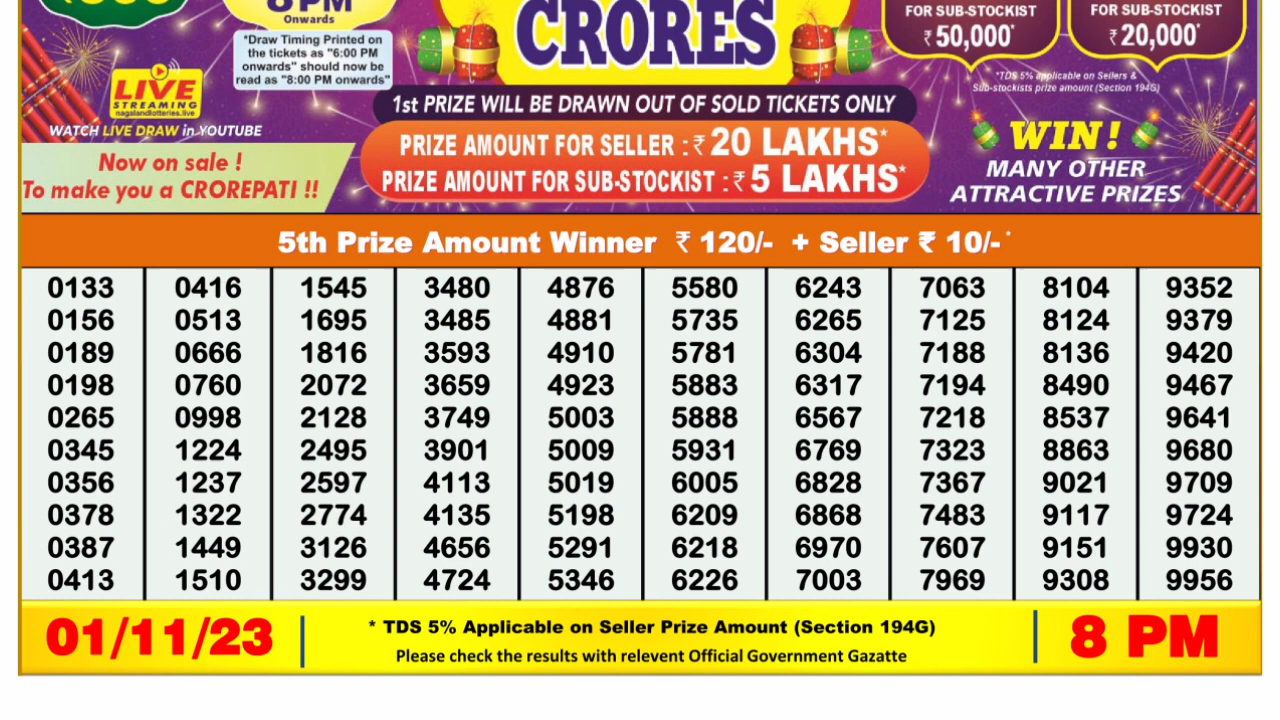 8 PM
Onwards
*Draw Timing Printed on
the tickets as "6:00 PM
onwards" should now be
read as "8:00 PM onwards"
CRORES
FOR SUB-STOCKIST
₹ 50,000*
FOR SUB-STOCKIST
₹ 20,000*
*TDS 5% applicable on Sellers &
Sub-stockists prize amount (Section 194G)
LIVE
STREAMING
nagalandlotteries.live
WATCH LIVE DRAW in YOUTUBE
1st PRIZE WILL BE DRAWN OUT OF SOLD TICKETS ONLY
PRIZE AMOUNT FOR SELLER : ₹ 20 LAKHS*
PRIZE AMOUNT FOR SUB-STOCKIST : ₹ 5 LAKHS*
WIN !
MANY OTHER
ATTRACTIVE PRIZES
Now on sale !
To make you a CROREPATI !!
5th Prize Amount Winner ₹ 120/- + Seller ₹ 10/-*
0133 0416 1545 3480 4876 5580 6243 7063 8104 9352
0156 0513 1695 3485 4881 5735 6265 7125 8124 9379
0189 0666 1816 3593 4910 5781 6304 7188 8136 9420
0198 0760 2072 3659 4923 5883 6317 7194 8490 9467
0265 0998 2128 3749 5003 5888 6567 7218 8537 9641
0345 1224 2495 3901 5009 5931 6769 7323 8863 9680
0356 1237 2597 4113 5019 6005 6828 7367 9021 9709
0378 1322 2774 4135 5198 6209 6868 7483 9117 9724
0387 1449 3126 4656 5291 6218 6970 7607 9151 9930
0413 1510 3299 4724 5346 6226 7003 7969 9308 9956
01/11/23
* TDS 5% Applicable on Seller Prize Amount (Section 194G)
Please check the results with relevent Official Government Gazatte
8 PM